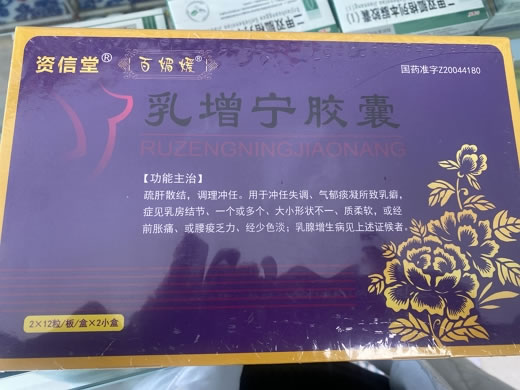 资信堂®
百媚媛®
国药准字Z20044180
乳增宁胶囊
RUZENGNINGJIAONANG
【功能主治】
疏肝散结，调理冲任。用于冲任失调、气郁痰凝所致乳癖，
症见乳房结节、一个或多个、大小形状不一、质柔软，或经
前胀痛、或腰疫乏力、经少色淡；乳腺增生病见上述证候者
2×12粒/板/盒×2小盒